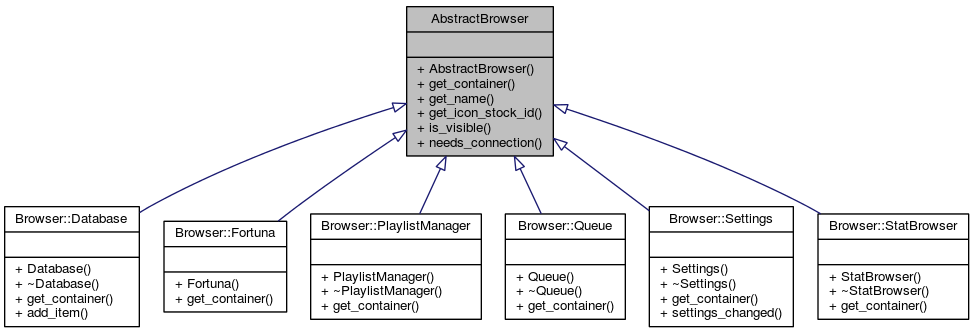 AbstractBrowser
+ AbstractBrowser()
+ get_container()
+ get_name()
+ get_icon_stock_id()
+ is_visible()
+ needs_connection()
Browser::Database
+ Database()
+ ~Database()
+ get_container()
+ add_item()
Browser::Fortuna
+ Fortuna()
+ get_container()
Browser::PlaylistManager
+ PlaylistManager()
+ ~PlaylistManager()
+ get_container()
Browser::Queue
+ Queue()
+ ~Queue()
+ get_container()
Browser::Settings
+ Settings()
+ ~Settings()
+ get_container()
+ settings_changed()
Browser::StatBrowser
+ StatBrowser()
+ ~StatBrowser()
+ get_container()